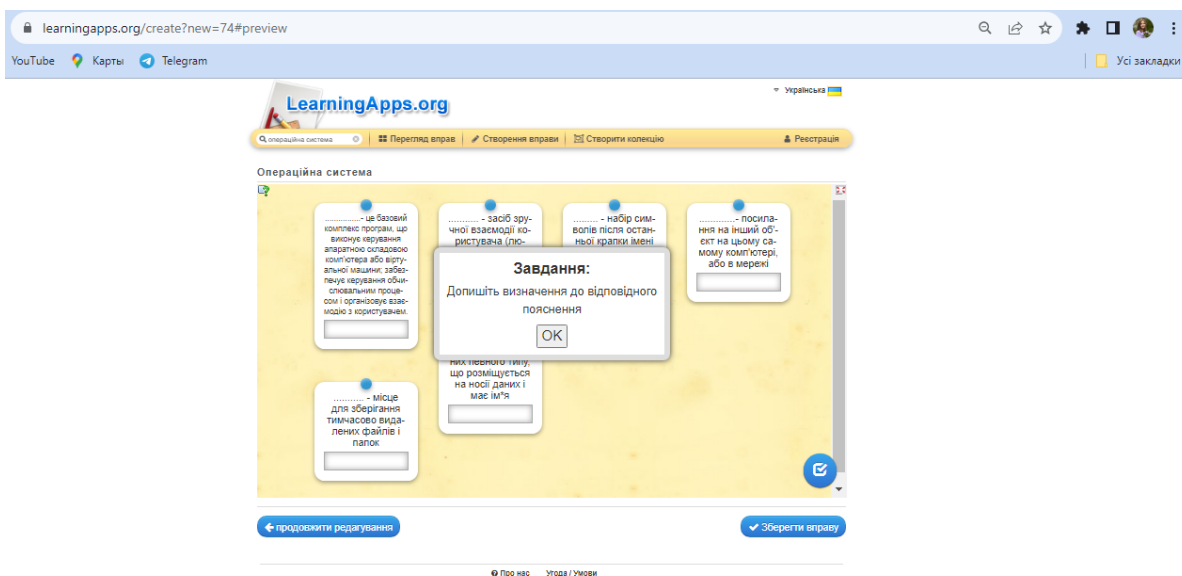 learningapps.org/create?new=74#preview
YouTube Карты Telegram Усі закладки
LearningApps.org
Українська
операційна система Перегляд вправ Створення вправи Створити колекцію Реєстрація
Операційна система
..............- це базовий
комплекс програм, що
виконує керування
апаратною складовою
комп'ютера або вірту-
альної машини; забез-
печує керування обчи-
слювальним проце-
сом і організовує взає-
модію з користувачем.
.......... - засіб зру-
чної взаємодії ко-
ристувача (лю-
......... - набір сим-
волів після остан-
ньої крапки імені
.............- посила-
ння на інший об'-
єкт на цьому са-
мому комп'ютері,
або в мережі
Завдання:
Допишіть визначення до відповідного
пояснення
OK
них певного типу,
що розміщується
на носії даних і
має ім"я
........... - місце
для зберігання
тимчасово вида-
лених файлів і
папок
продовжити редагування
Зберегти вправу
Про нас Угода / Умови